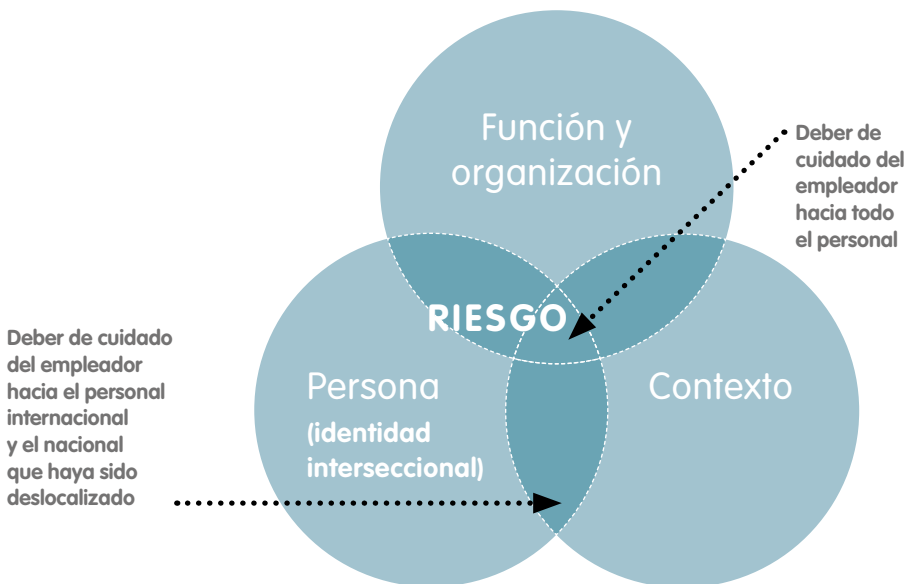 Función y
organización
Deber de
cuidado del
empleador
hacia todo
el personal
RIESGO
Deber de cuidado
del empleador
hacia el personal
internacional
y el nacional
que haya sido
deslocalizado
Persona
(identidad
interseccional)
Contexto